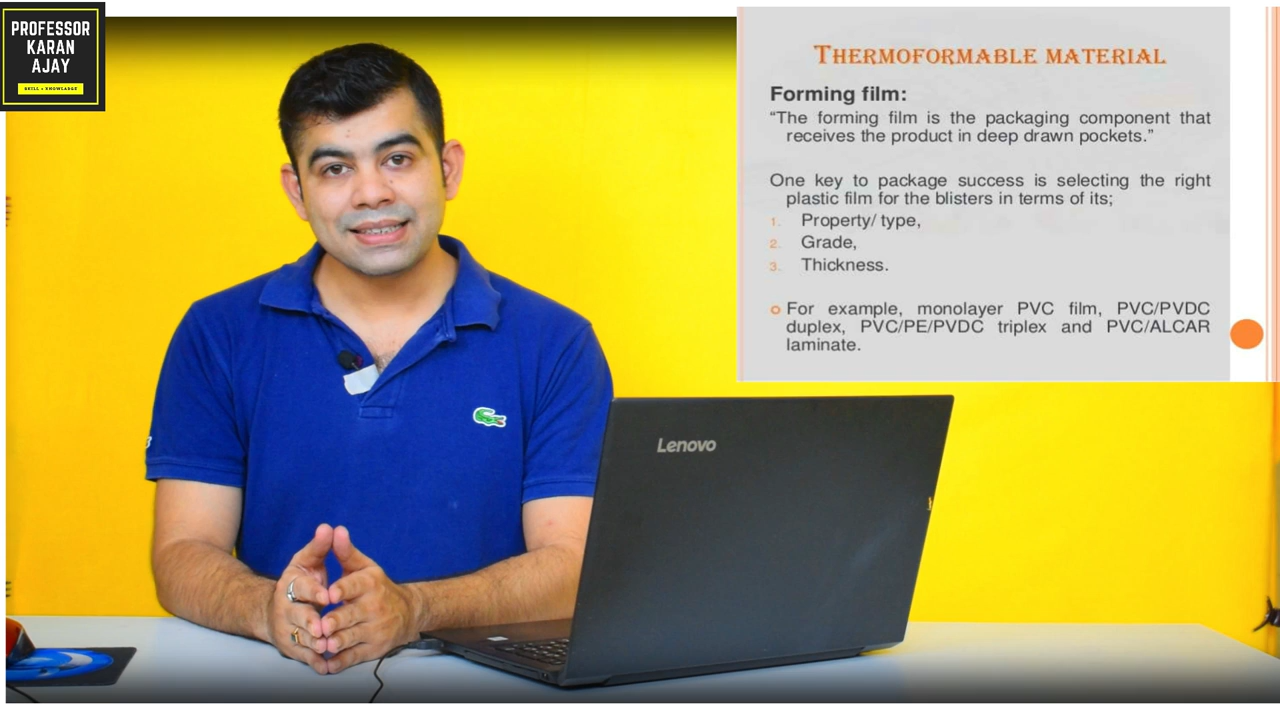 PROFESSOR
KARAN
AJAY
SKILL + KNOWLEDGE
THERMOFORMABLE MATERIAL
Forming film:
“The forming film is the packaging component that
receives the product in deep drawn pockets.”
One key to package success is selecting the right
plastic film for the blisters in terms of its;
1. Property/ type,
2. Grade,
3. Thickness.
For example, monolayer PVC film, PVC/PVDC
duplex, PVC/PE/PVDC triplex and PVC/ALCAR
laminate.
Lenovo